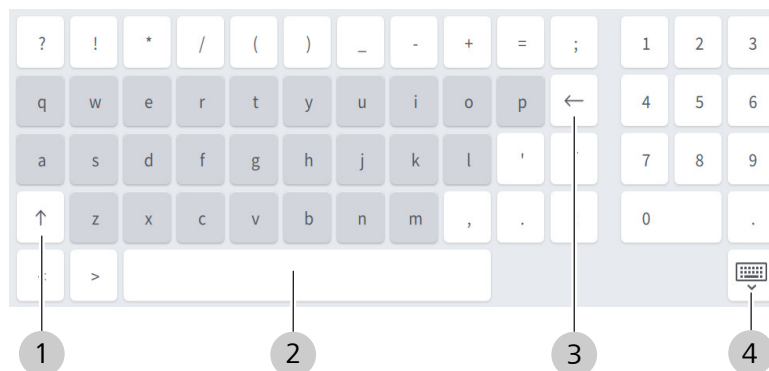 ? ! * / ( ) _ - + = ; 1 2 3
q w e r t y u i o p ← 4 5 6
a s d f g h j k l ' 7 8 9
↑ z x c v b n m , . 0 .
>
1 2 3 4